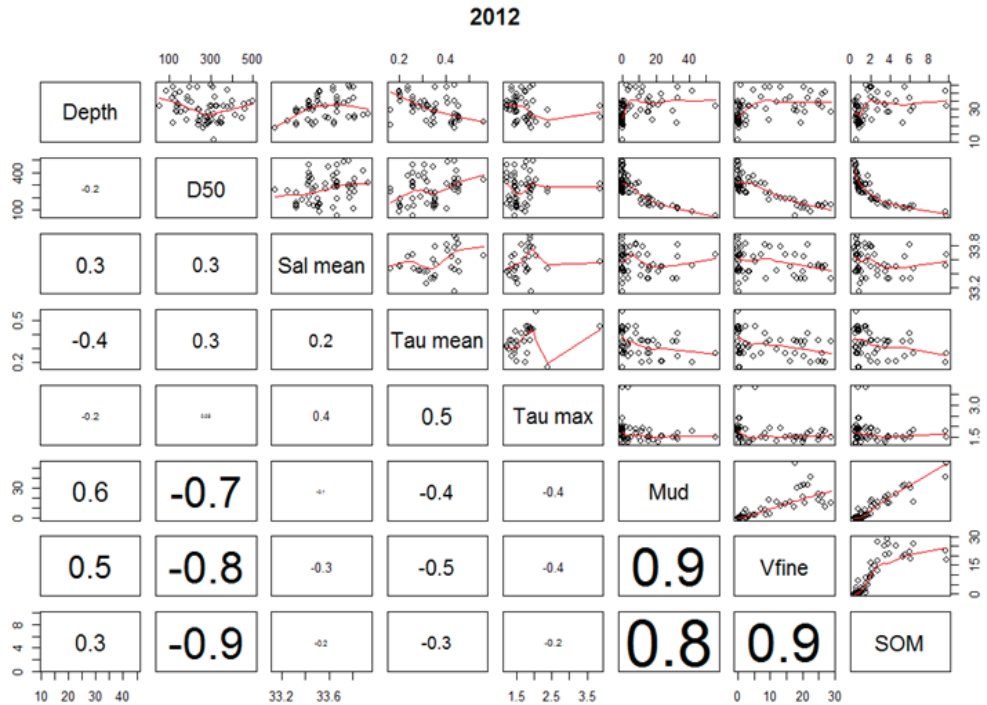 2012
100 300 500 0.2 0.4 0 20 40 0 2 4 6 8
Depth 10 30 50
100 400 -0.2 D50
0.3 0.3 Sal mean 33.2 33.8
0.2 0.5 -0.4 0.3 0.2 Tau mean
-0.2 0.4 0.5 Tau max 1.5 3.0
0 30 0.6 -0.7 -0.4 -0.4 Mud
0.5 -0.8 -0.3 -0.5 -0.4 0.9 Vfine 0 15 30
0 4 8 0.3 -0.9 -0.2 -0.3 -0.2 0.8 0.9 SOM
10 20 30 40 33.2 33.6 1.5 2.5 3.5 0 10 20 30